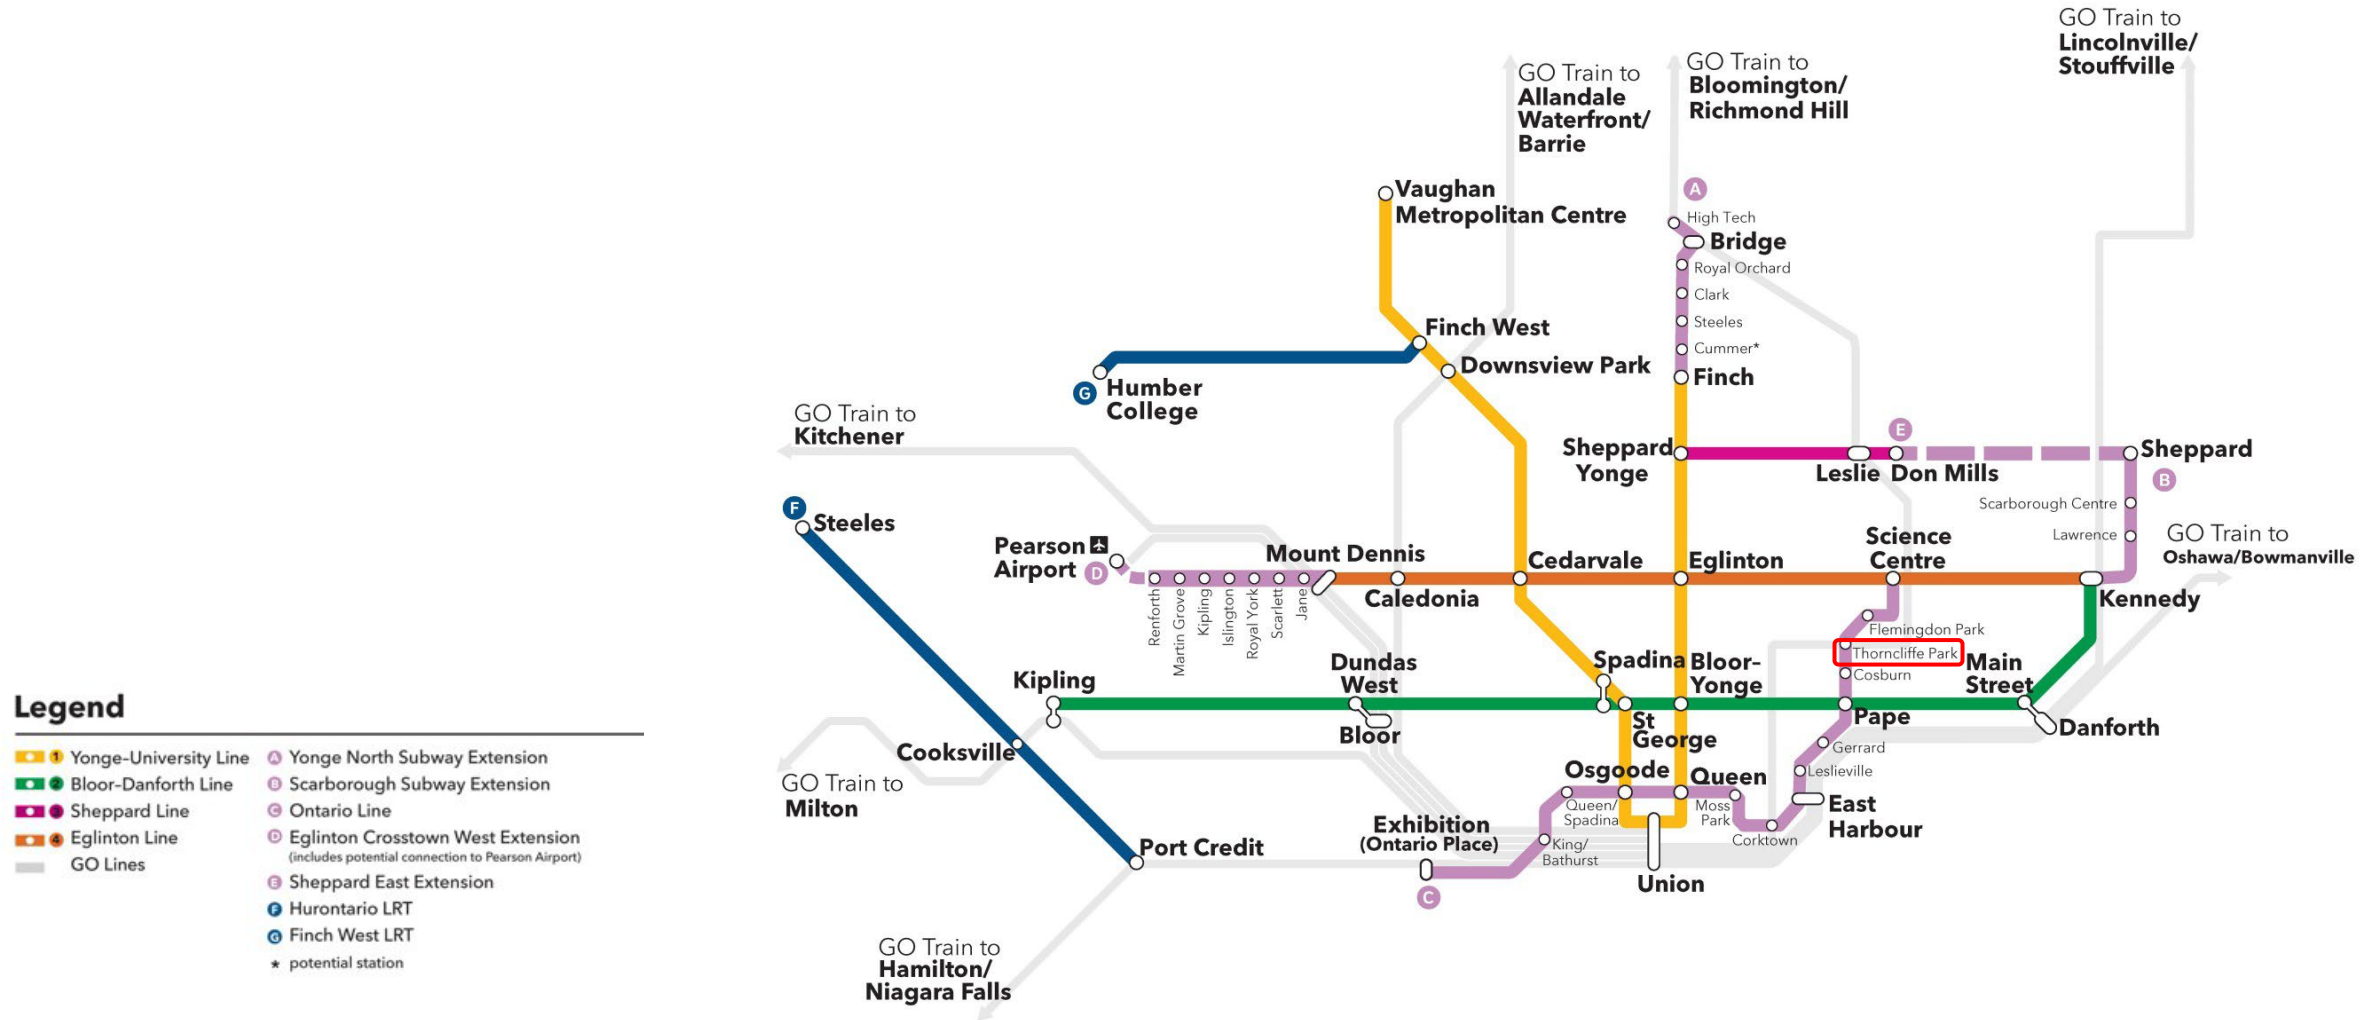 GO Train to
Lincolnville/
Stouffville
GO Train to
Allandale
Waterfront/
Barrie
GO Train to
Bloomington/
Richmond Hill
Vaughan
Metropolitan Centre
A
High Tech
Bridge
Royal Orchard
Clark
Steeles
Cummer*
Finch
Finch West
Downsview Park
G
Humber
College
GO Train to
Kitchener
Sheppard
Yonge
E
Leslie
Don Mills
Sheppard
B
Scarborough Centre
Lawrence
GO Train to
Oshawa/Bowmanville
F
Steeles
Pearson
Airport
D
Renforth
Martin Grove
Kipling
Islington
Royal York
Scarlett
Jane
Mount Dennis
Caledonia
Cedarvale
Eglinton
Science
Centre
Kennedy
Flemingdon Park
Thorncliffe Park
Cosburn
Main
Street
Danforth
Kipling
Dundas
West
Bloor
Spadina
Bloor-
Yonge
St
George
Pape
Gerrard
Leslieville
East
Harbour
Corktown
Moss
Park
Queen
Osgoode
Queen/
Spadina
King/
Bathurst
Exhibition
(Ontario Place)
C
Union
Cooksville
Port Credit
GO Train to
Milton
GO Train to
Hamilton/
Niagara Falls
Legend
1 Yonge-University Line
2 Bloor-Danforth Line
3 Sheppard Line
4 Eglinton Line
GO Lines
A Yonge North Subway Extension
B Scarborough Subway Extension
C Ontario Line
D Eglinton Crosstown West Extension
(includes potential connection to Pearson Airport)
E Sheppard East Extension
F Hurontario LRT
G Finch West LRT
* potential station